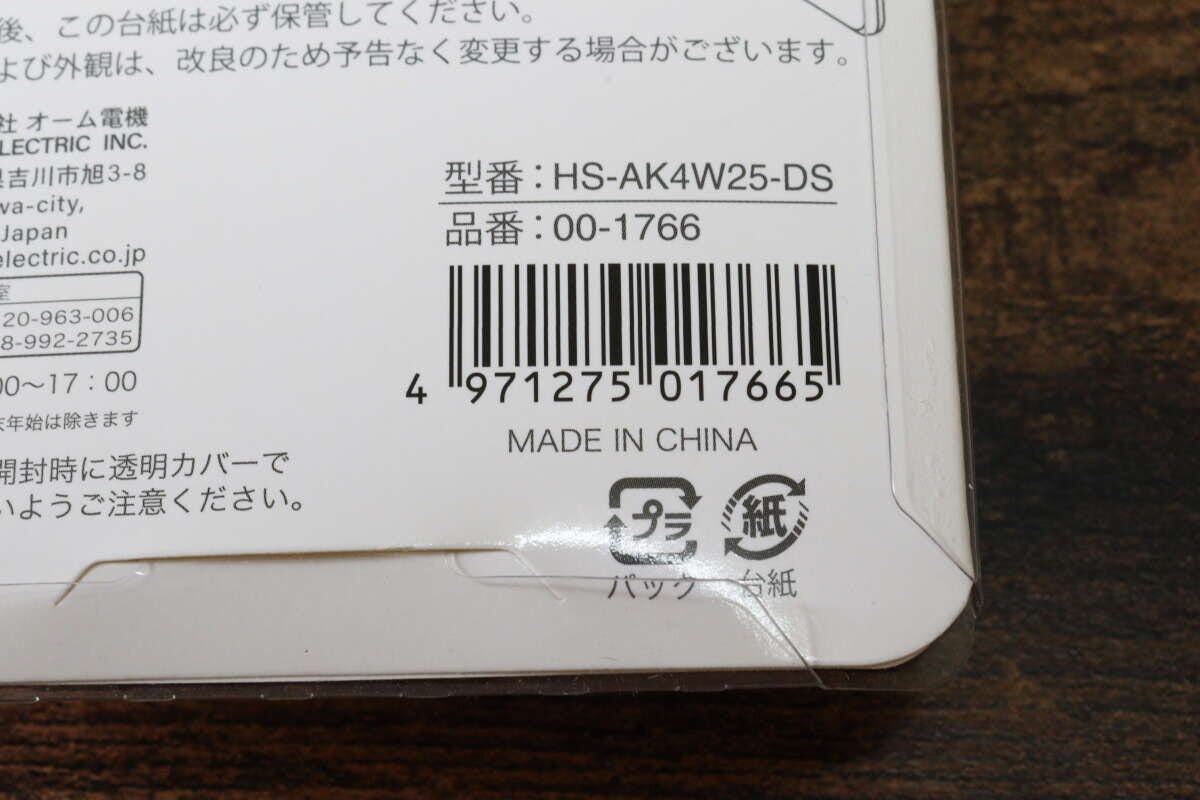 後、この台紙は必ず保管してください。
よび外観は、改良のため予告なく変更する場合がございます。
社 オーム電機
ELECTRIC INC.
県吉川市旭3-8
wa-city,
Japan
electric.co.jp
室
20-963-006
8-992-2735
00～17：00
末年始は除きます
開封時に透明カバーで
いようご注意ください。
型番：HS-AK4W25-DS
品番：00-1766
4 971275 017665
MADE IN CHINA
プラ
パック
紙
台紙